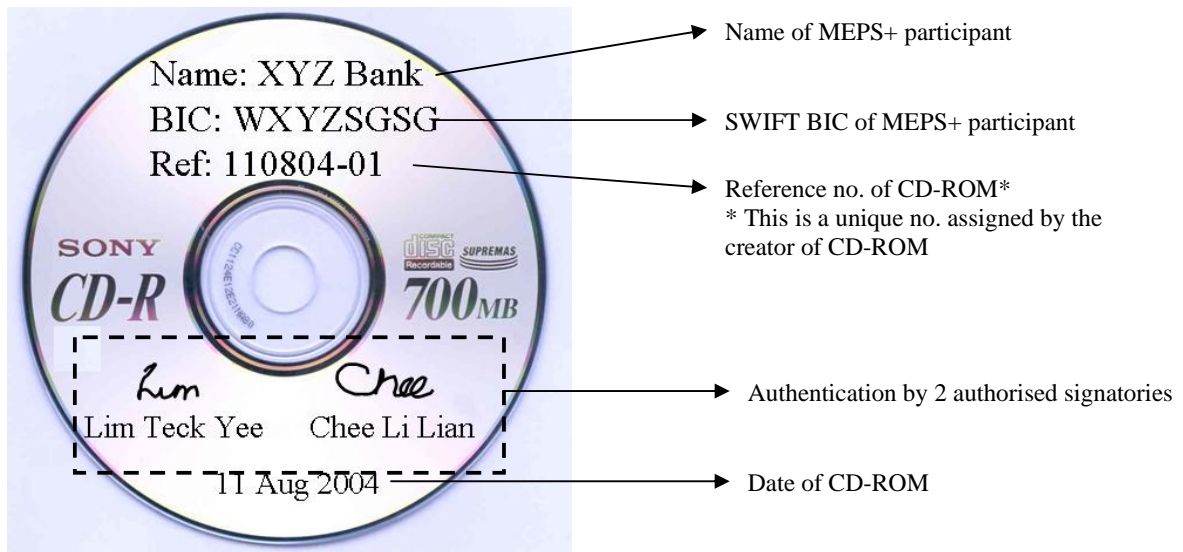 Name: XYZ Bank
BIC: WXYZSGSG
Ref: 110804-01
SONY
CD-R
COMPACT
disc
Recordable
SUPREMAS
700MB
Lim
Chee
Lim Teck Yee
Chee Li Lian
11 Aug 2004
Name of MEPS+ participant
SWIFT BIC of MEPS+ participant
Reference no. of CD-ROM*
* This is a unique no. assigned by the
creator of CD-ROM
Authentication by 2 authorised signatories
Date of CD-ROM